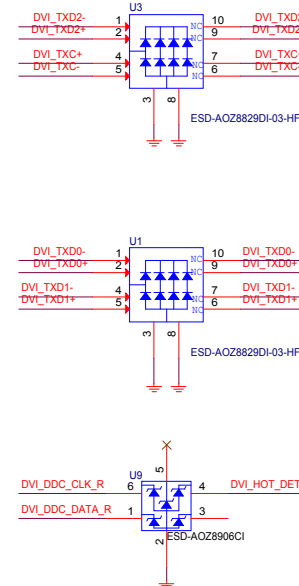 U3
DVI_TXD2- 1 10 DVI_TXD2
DVI_TXD2+ 2 NC 9 DVI_TXD2
DVI_TXC+ 4 7 DVI_TXC
DVI_TXC- 5 NC 6 DVI_TXC
3 8
ESD-AOZ8829DI-03-HF
U1
DVI_TXD0- 1 NC 10 DVI_TXD0-
DVI_TXD0+ 2 NC 9 DVI_TXD0+
DVI_TXD1- 4 NC 7 DVI_TXD1-
DVI_TXD1+ 5 NC 6 DVI_TXD1+
3 8
ESD-AOZ8829DI-03-HF
U9
5
DVI_DDC_CLK_R 6 4 DVI_HOT_DET
DVI_DDC_DATA_R 1 3
2
ESD-AOZ8906CI